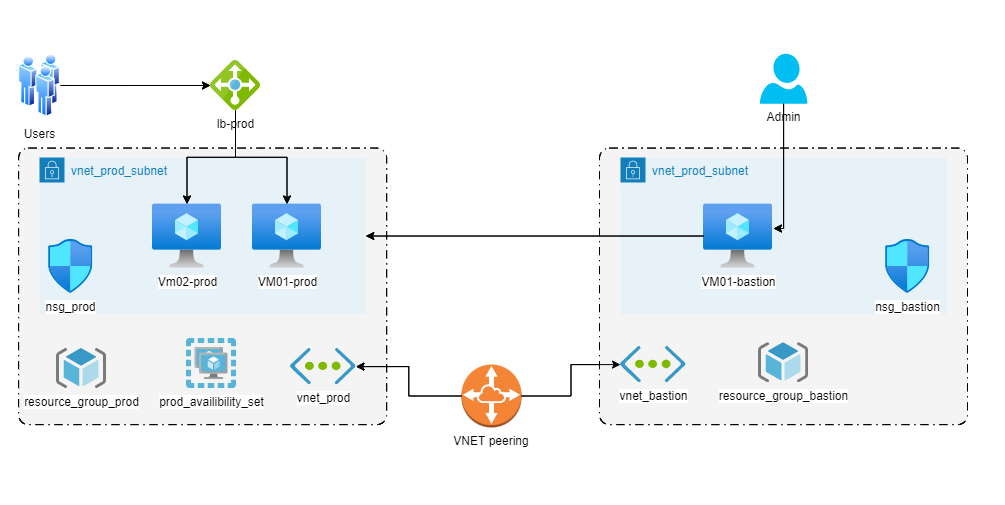 Users
lb-prod
Admin
vnet_prod_subnet
Vm02-prod
VM01-prod
nsg_prod
resource_group_prod
prod_availibility_set
vnet_prod
VNET peering
vnet_prod_subnet
VM01-bastion
nsg_bastion
vnet_bastion
resource_group_bastion